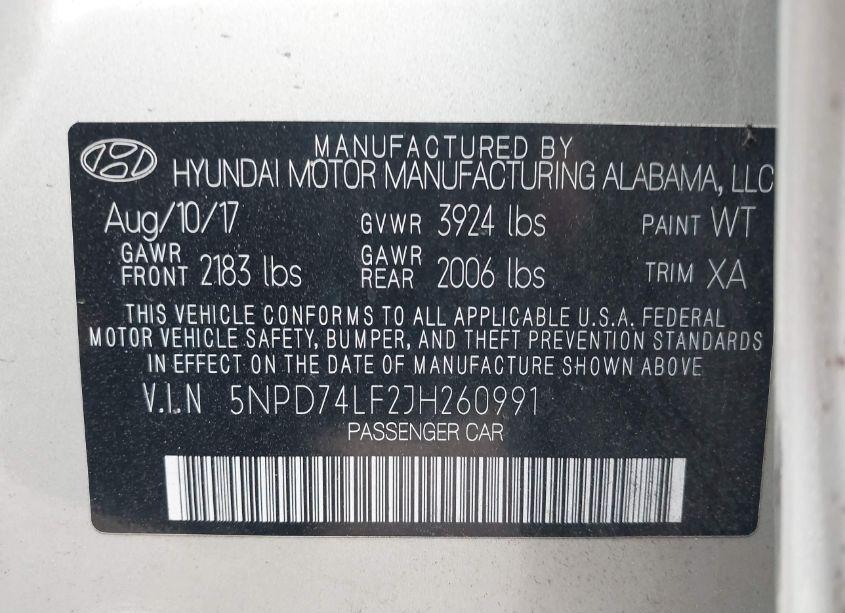 MANUFACTURED BY
HYUNDAI MOTOR MANUFACTURING ALABAMA, LLC
Aug/10/17 GVWR 3924 lbs PAINT WT
GAWR FRONT 2183 lbs GAWR REAR 2006 lbs TRIM XA
THIS VEHICLE CONFORMS TO ALL APPLICABLE U.S.A. FEDERAL
MOTOR VEHICLE SAFETY, BUMPER, AND THEFT PREVENTION STANDARDS
IN EFFECT ON THE DATE OF MANUFACTURE SHOWN ABOVE
V.I.N 5NPD74LF2JH260991
PASSENGER CAR